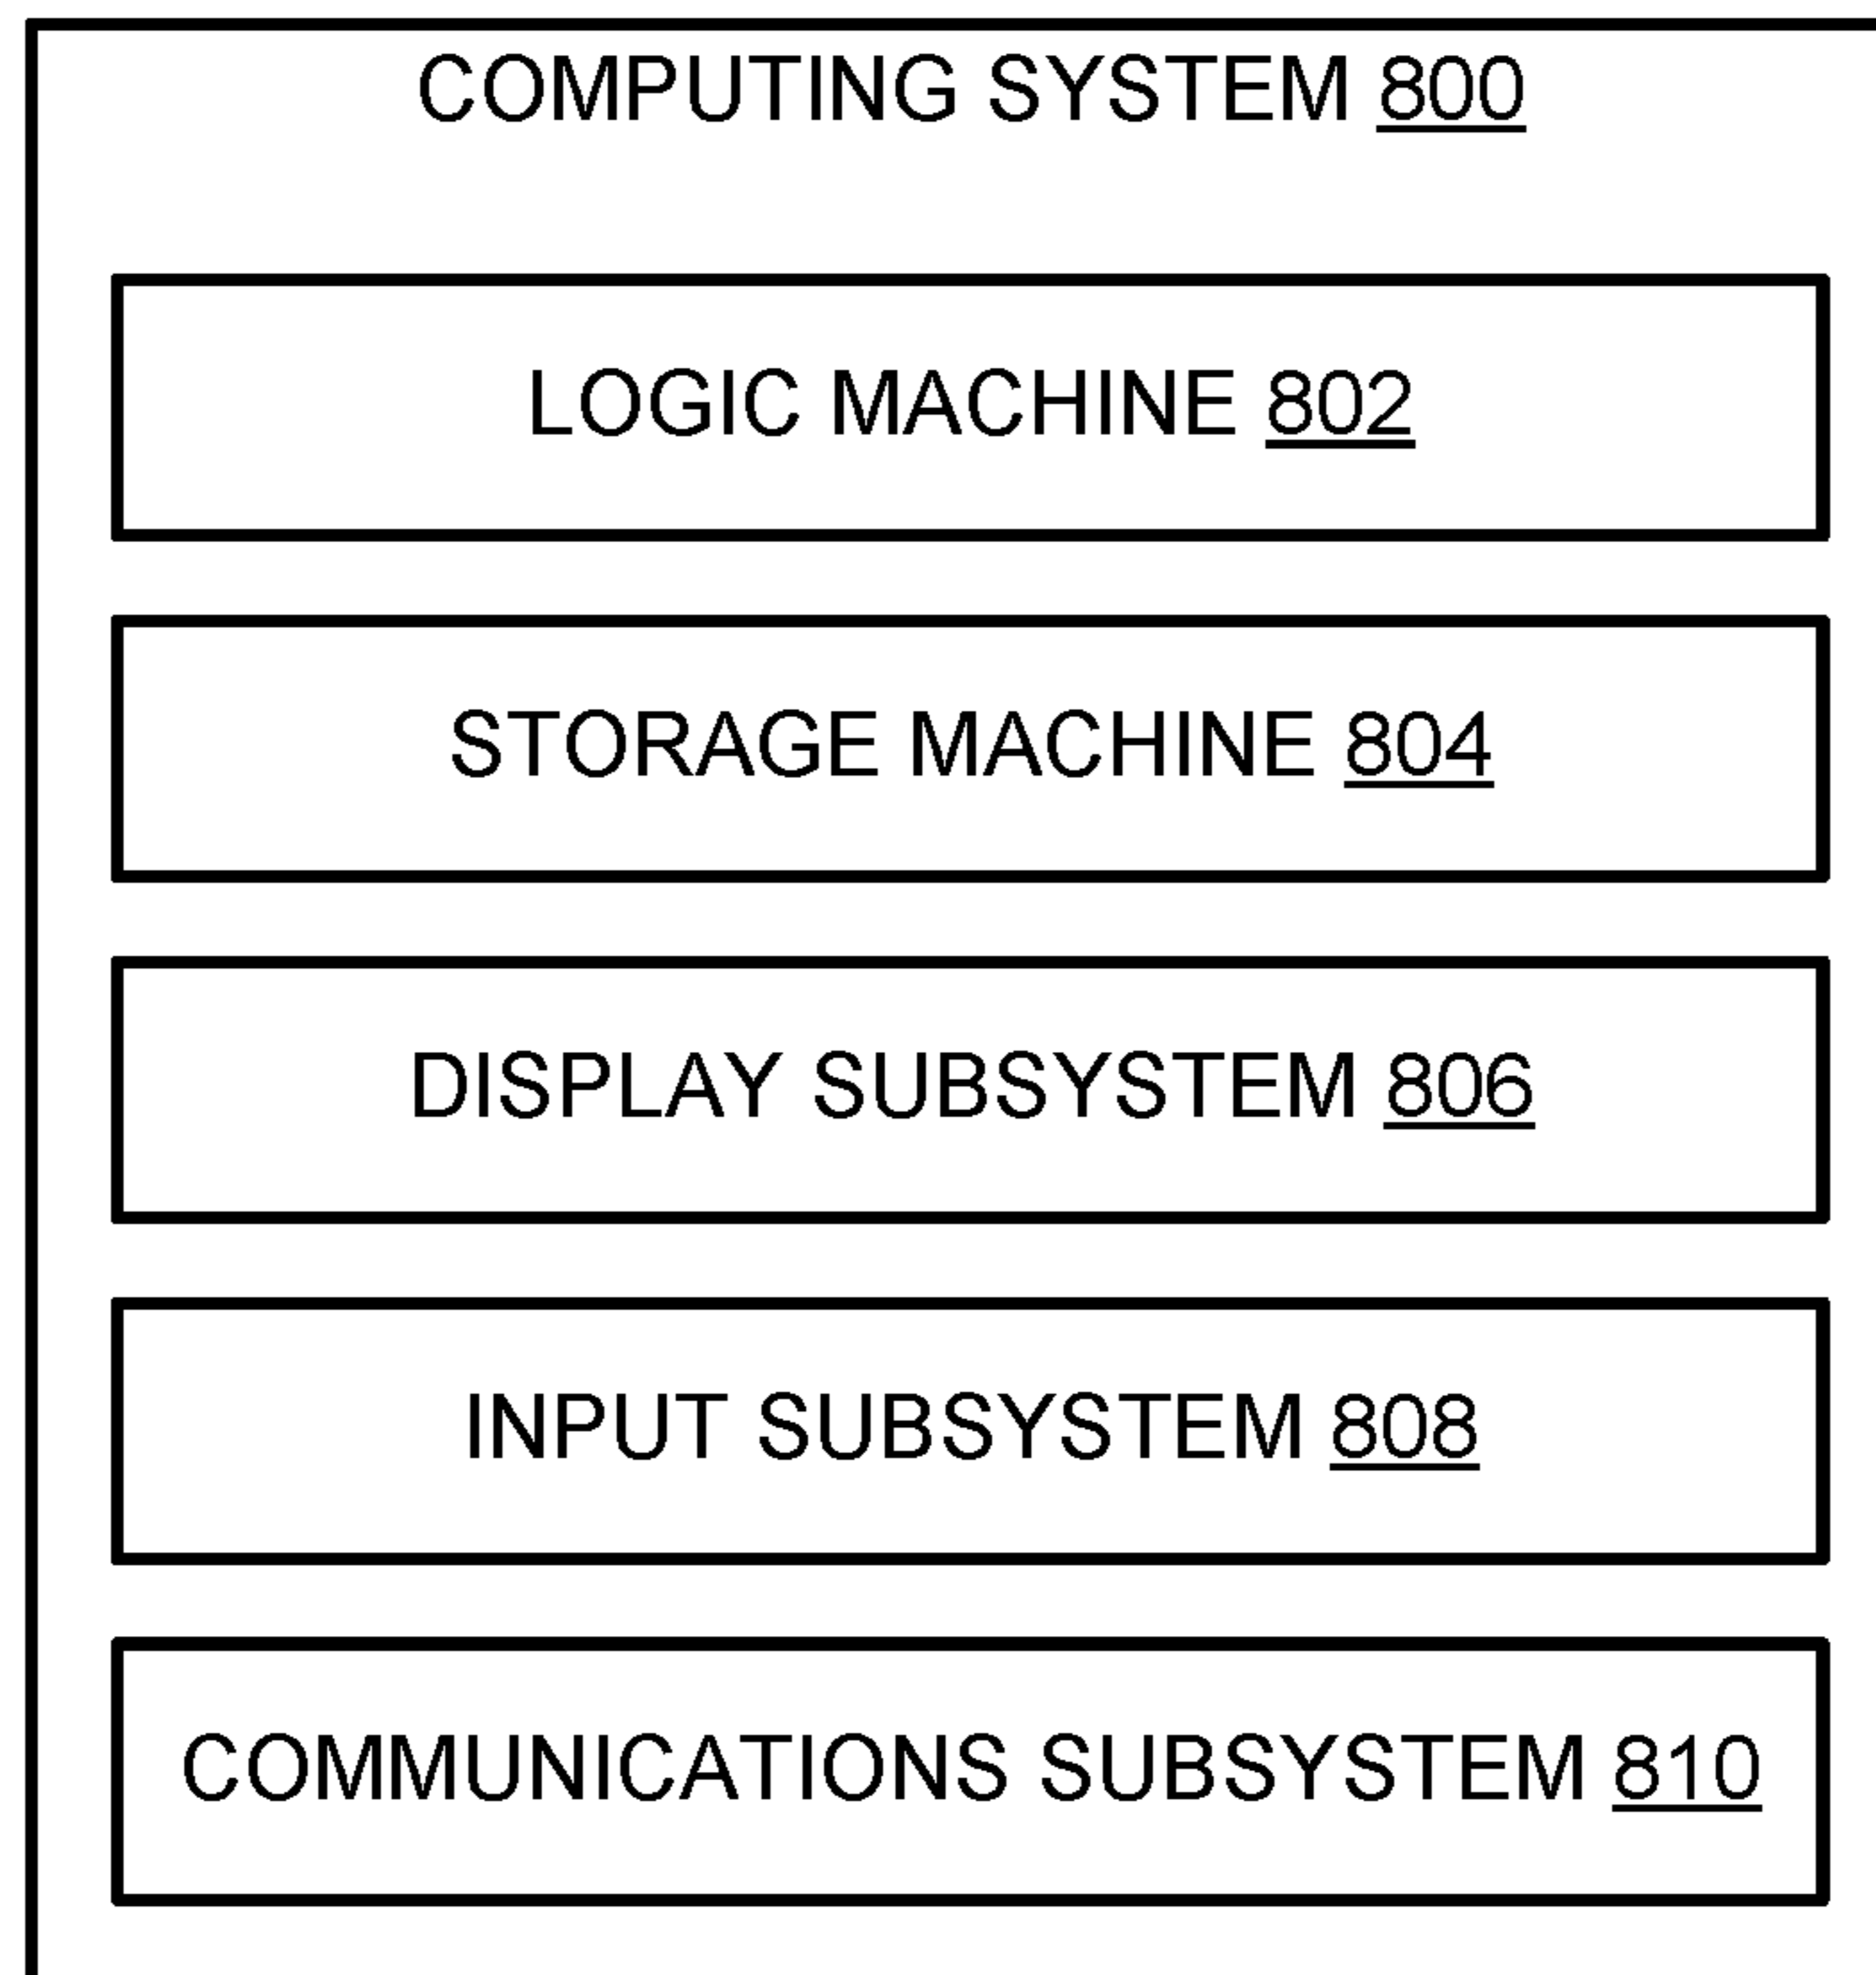 COMPUTING SYSTEM 800
LOGIC MACHINE 802
STORAGE MACHINE 804
DISPLAY SUBSYSTEM 806
INPUT SUBSYSTEM 808
COMMUNICATIONS SUBSYSTEM 810